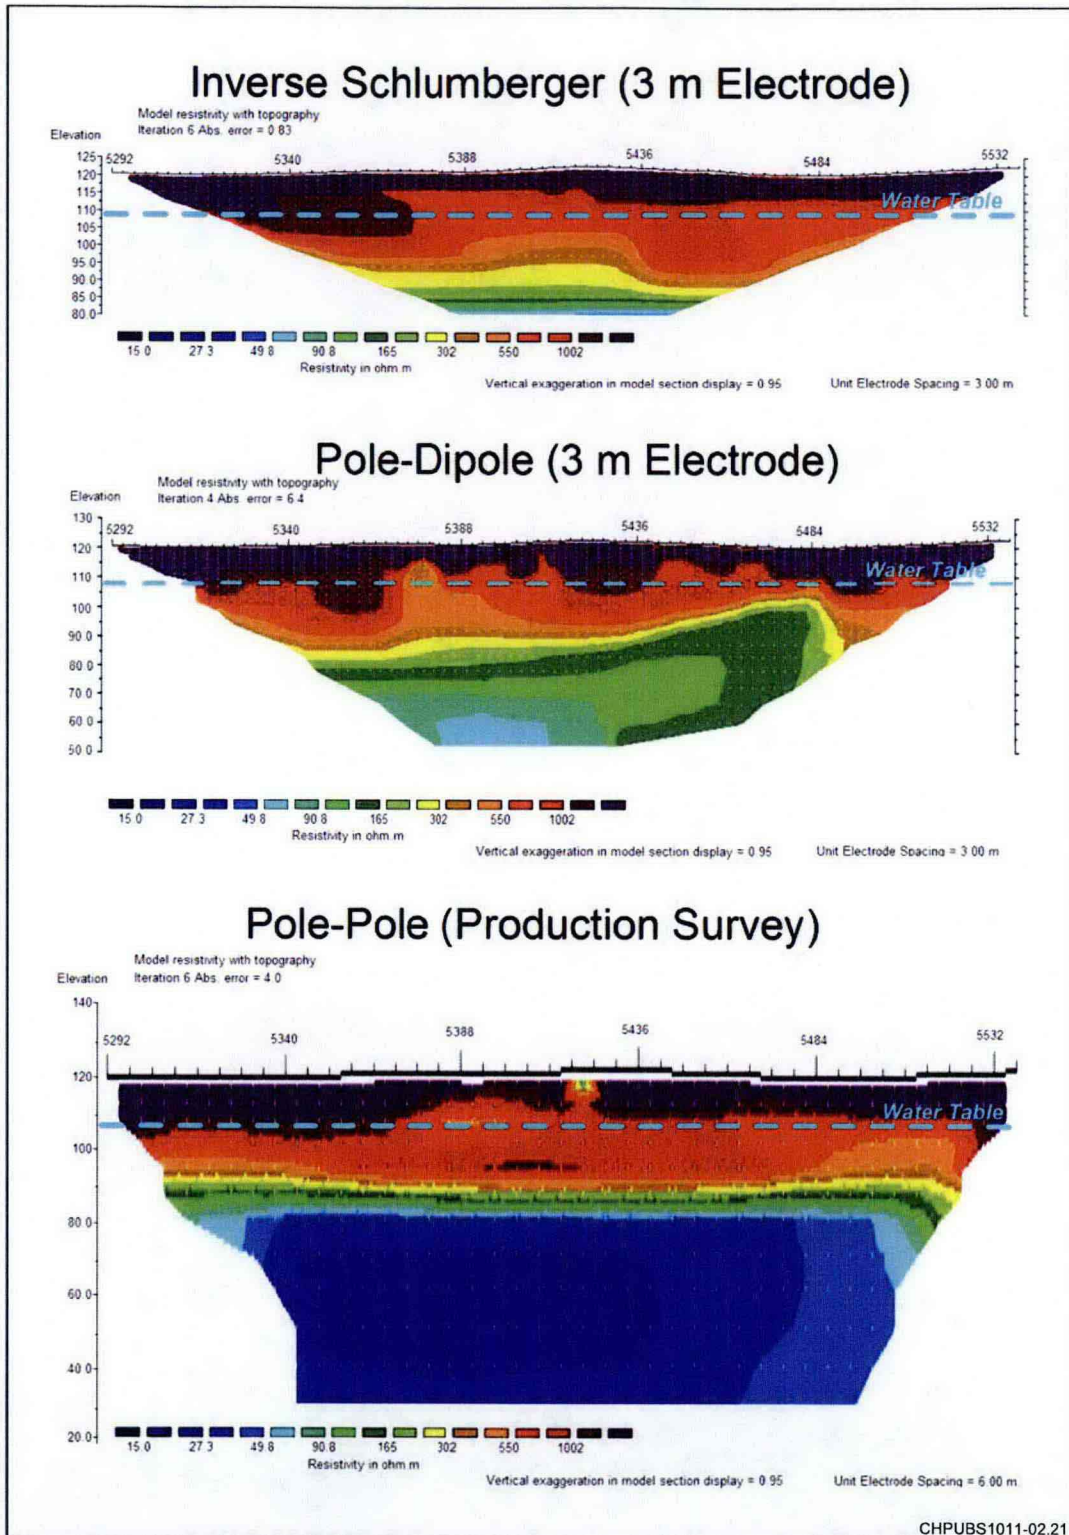 Inverse Schlumberger (3 m Electrode)
Model resistivity with topography
Iteration 6 Abs. error = 0 83
Elevation
5292 5340 5388 5436 5484 5532
125
120
115
110
105
100
95 0
90 0
85 0
80 0
Water Table
15 0 27 3 49 8 90 8 165 302 550 1002
Resistivity in ohm m
Vertical exaggeration in model section display = 0 95 Unit Electrode Spacing = 3 00 m
Pole-Dipole (3 m Electrode)
Model resistivity with topography
Iteration 4 Abs. error = 6 4
Elevation
5292 5340 5388 5436 5484 5532
130
120
110
100
90 0
80 0
70 0
60 0
50 0
Water Table
15 0 27 3 49 8 90 8 165 302 550 1002
Resistivity in ohm m
Vertical exaggeration in model section display = 0 95 Unit Electrode Spacing = 3 00 m
Pole-Pole (Production Survey)
Model resistivity with topography
Iteration 6 Abs. error = 4 0
Elevation
5292 5340 5388 5436 5484 5532
140
120
100
80 0
60 0
40 0
20 0
Water Table
15 0 27 3 49 8 90 8 165 302 550 1002
Resistivity in ohm m
Vertical exaggeration in model section display = 0 95 Unit Electrode Spacing = 6 00 m
CHPUBS1011-02.21